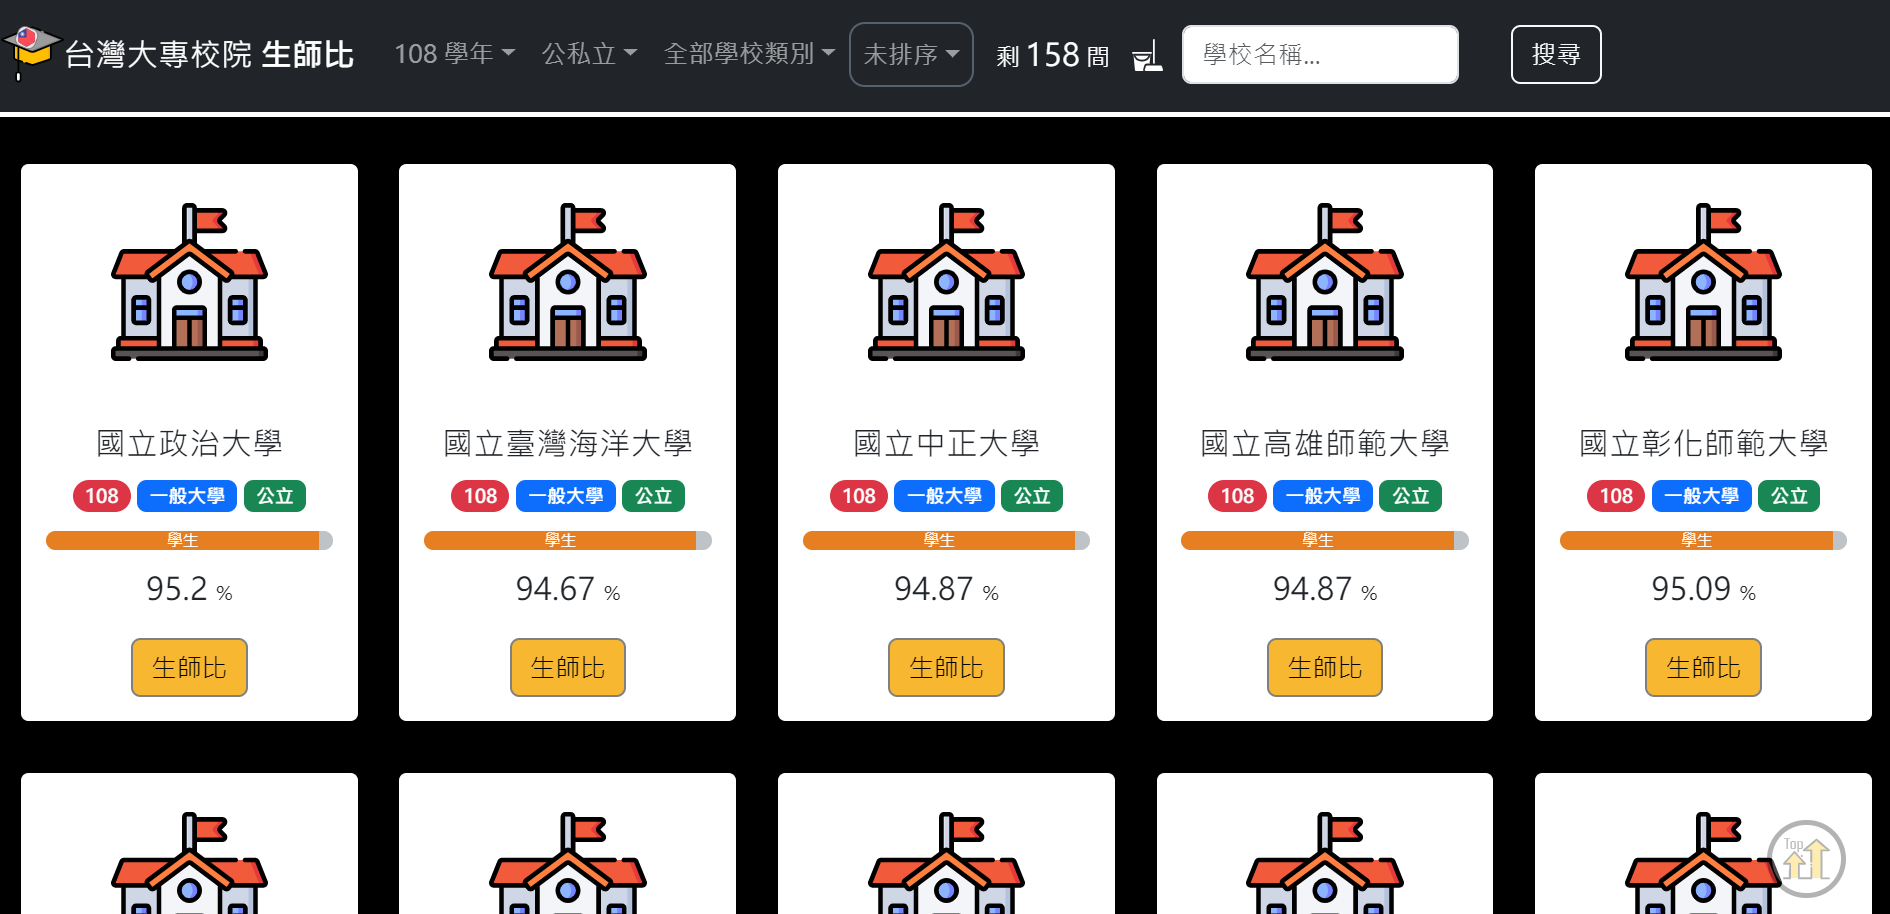 台灣大專校院 生師比 108 學年 公私立 全部學校類別 未排序 剩 158 間 學校名稱... 搜尋
國立政治大學
108 一般大學 公立
學生
95.2 %
生師比
國立臺灣海洋大學
108 一般大學 公立
學生
94.67 %
生師比
國立中正大學
108 一般大學 公立
學生
94.87 %
生師比
國立高雄師範大學
108 一般大學 公立
學生
94.87 %
生師比
國立彰化師範大學
108 一般大學 公立
學生
95.09 %
生師比
Top